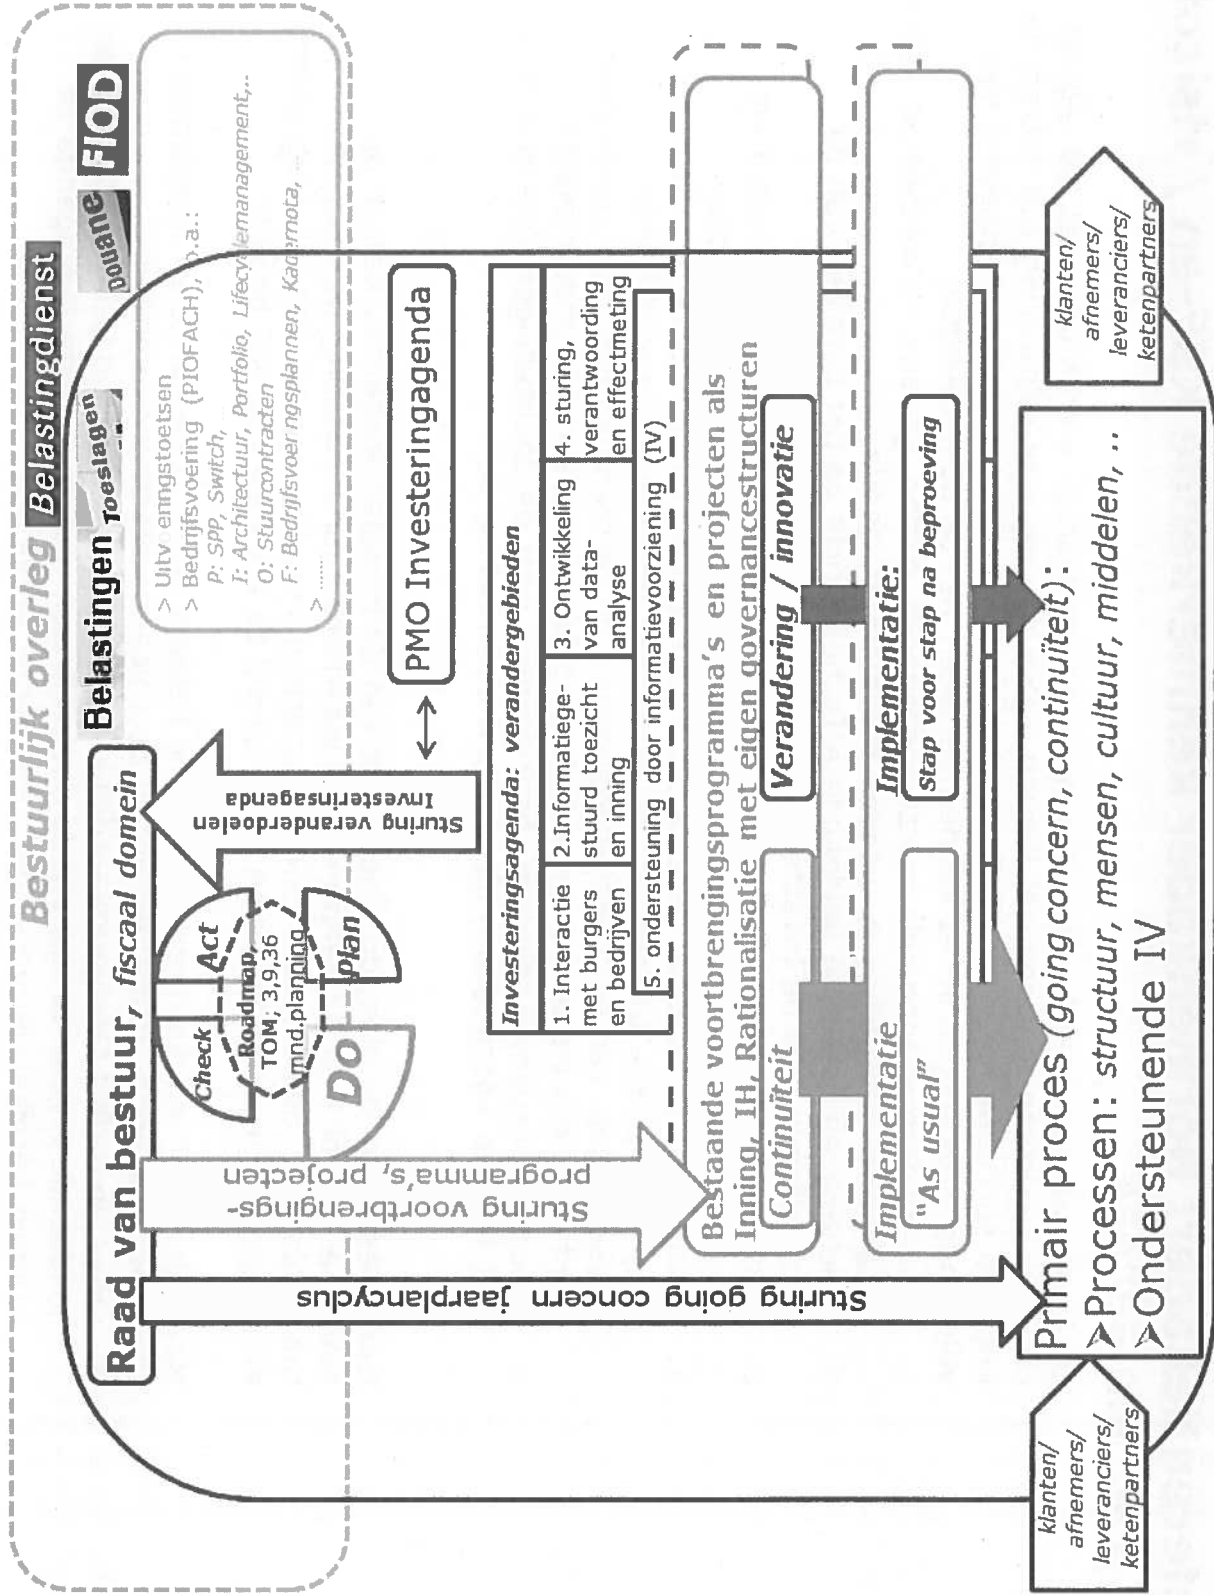 Bestuurlijk overleg Belastingdienst
Belastingen Toeslagen Douane FIOD
Raad van bestuur, fiscaal domein
> Uitvoeringstoetsen
> Bedrijfsvoering (PIOFACH), o.a.:
P: SPP, Switch,
I: Architectuur, Portfolio, Lifecyclemanagement,..
O: Stuurcontracten
F: Bedrijfsvoeringsplannen, Kadernota, ...
>.......
Check
Act
Roadmap,
TOM; 3,9,36
mnd.planning
Do
Plan
Sturing veranderdoelen
Investerinsagenda
PMO Investeringagenda
Sturing voortbrengings-
programma's, projecten
Sturing going concern jaarplancyclus
Investeringsagenda: verandergebieden
1. Interactie
met burgers
en bedrijven
2.Informatiege-
stuurd toezicht
en inning
3. Ontwikkeling
van data-
analyse
4. sturing,
verantwoording
en effectmeting
5. ondersteuning door informatievoorziening (IV)
Bestaande voortbrengingsprogramma's en projecten als
Inning, IH, Rationalisatie met eigen governancestructuren
Continuïteit
Verandering / innovatie
Implementatie
"As usual"
Implementatie:
Stap voor stap na beproeving
Primair proces (going concern, continuïteit):
➢Processen: structuur, mensen, cultuur, middelen, ..
➢Ondersteunende IV
klanten/
afnemers/
leveranciers/
ketenpartners
klanten/
afnemers/
leveranciers/
ketenpartners